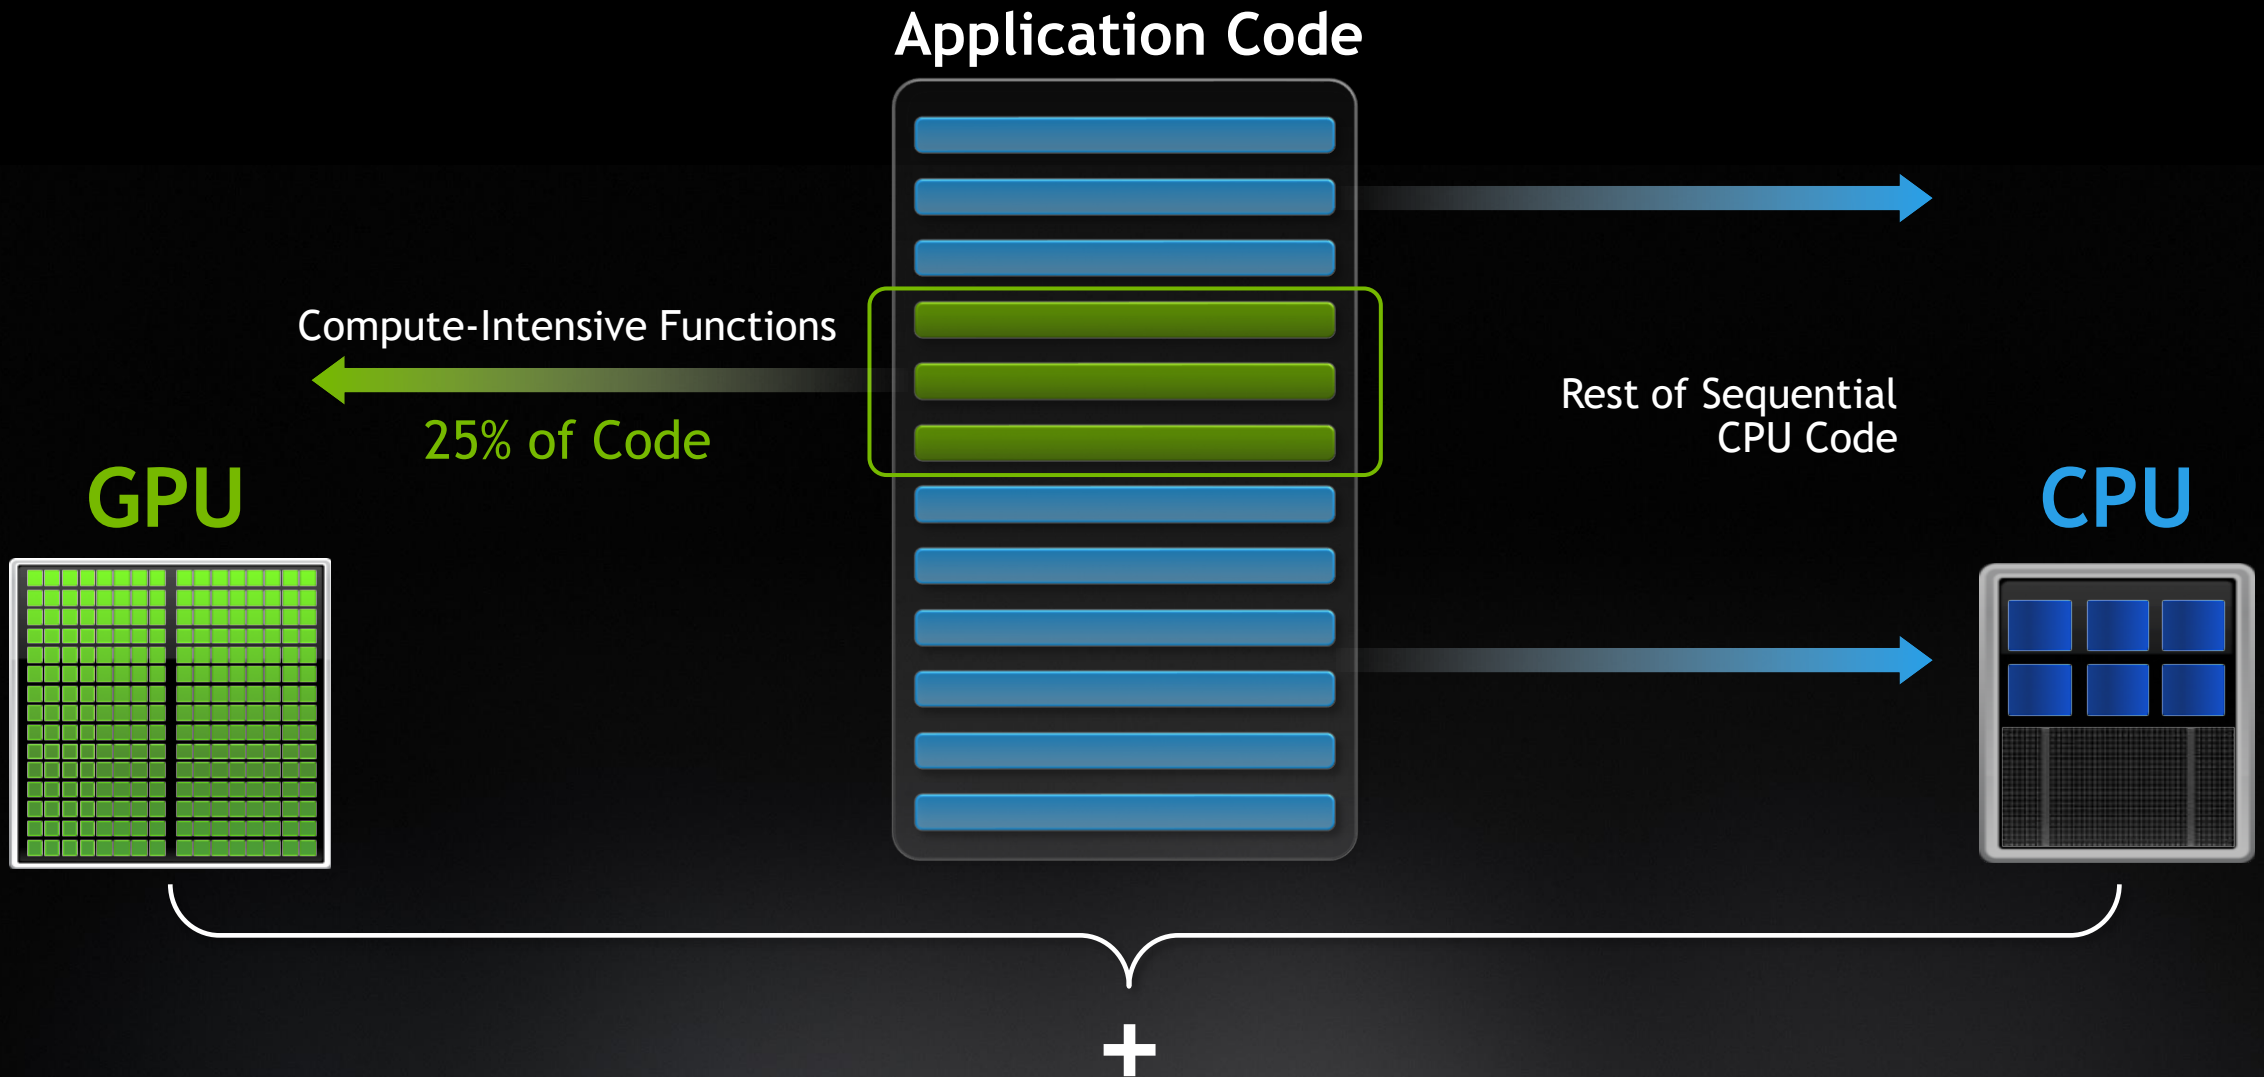 Application Code
Compute-Intensive Functions
25% of Code
GPU
Rest of Sequential
CPU Code
CPU
+